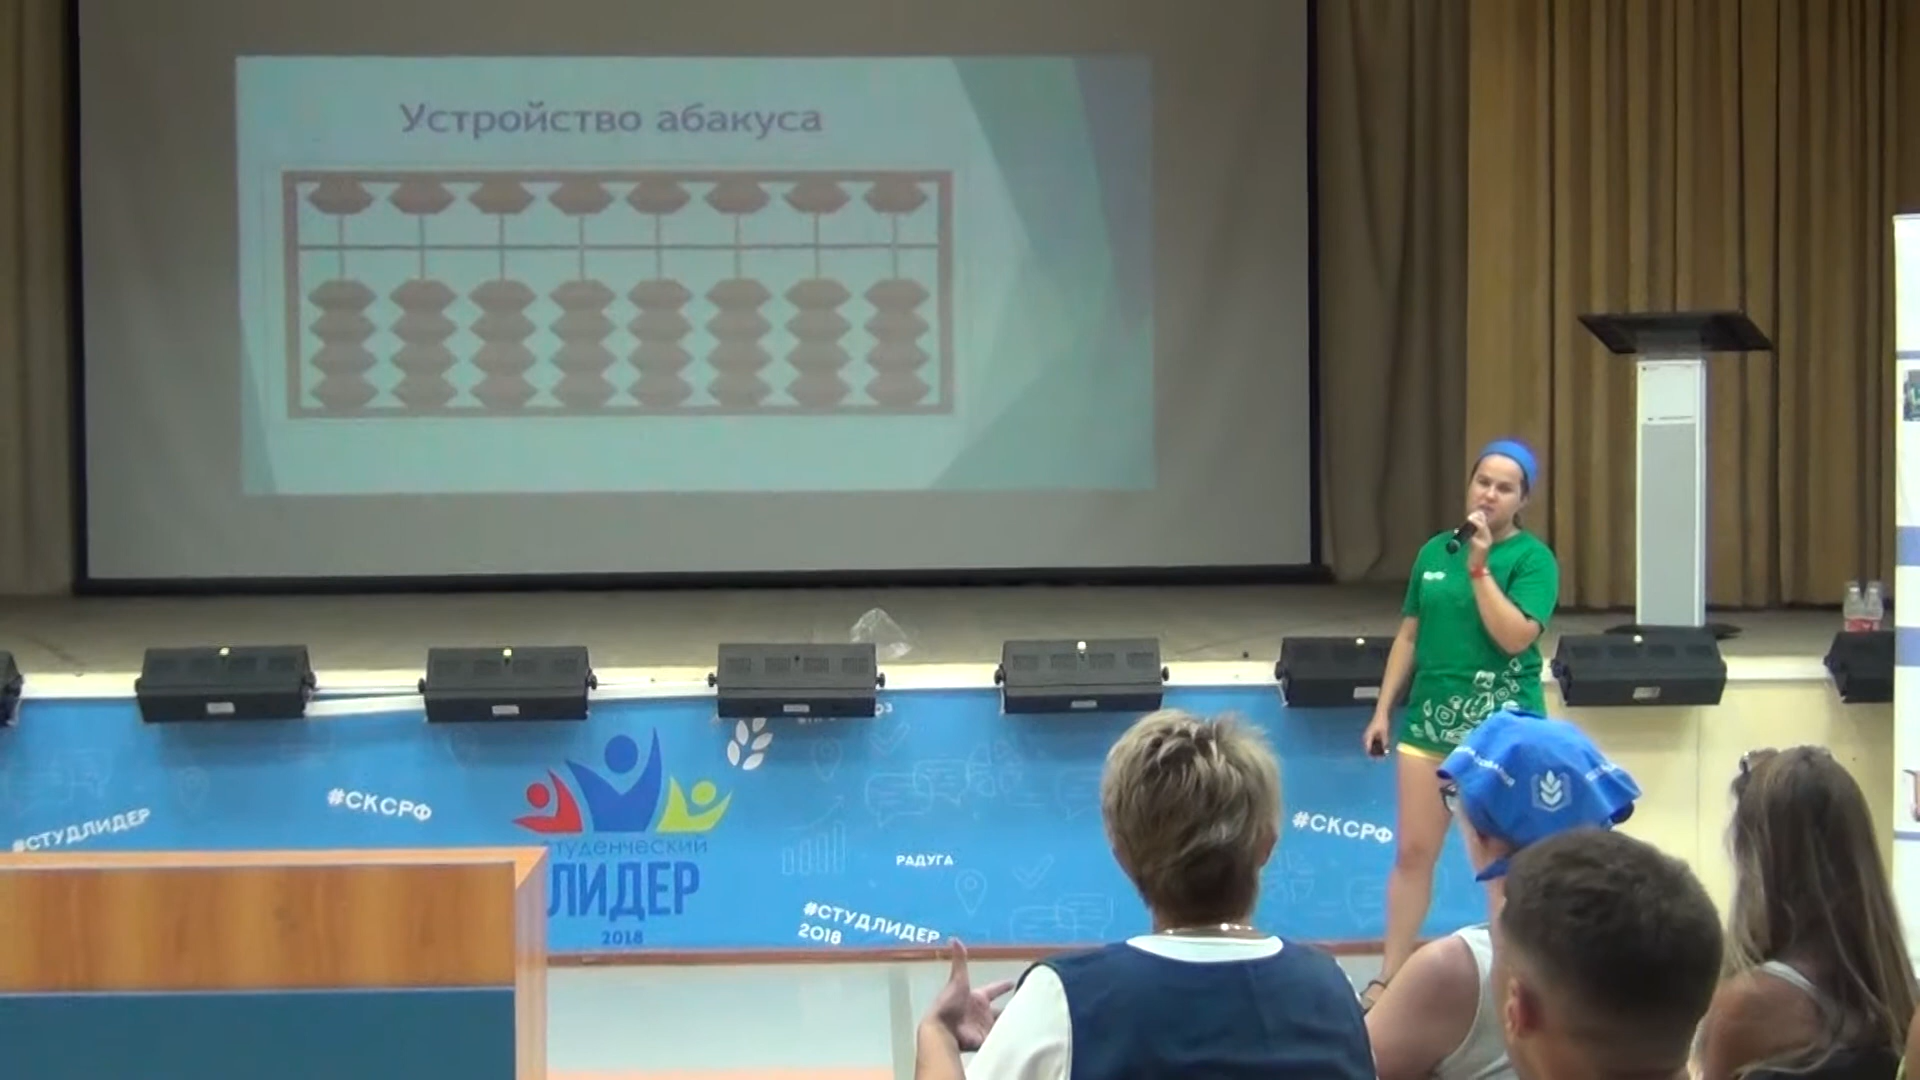 Устройство абакуса
#СТУДЛИДЕР
#СКСРФ
студенческий
ЛИДЕР
2018
РАДУГА
#СТУДЛИДЕР
2018
#СКСРФ